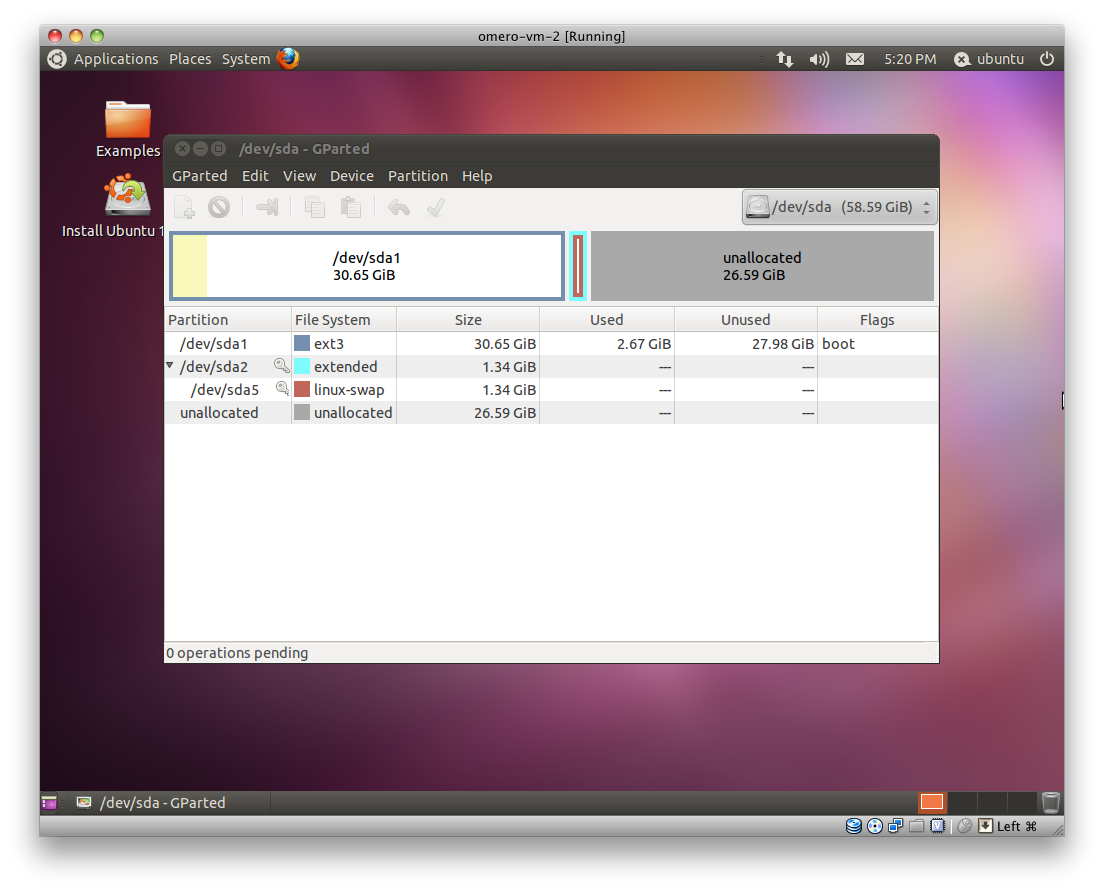 omero-vm-2 [Running]
Applications Places System 5:20 PM ubuntu
Examples
Install Ubuntu 1
/dev/sda - GParted
GParted Edit View Device Partition Help
/dev/sda (58.59 GiB)
/dev/sda1
30.65 GiB
unallocated
26.59 GiB
Partition File System Size Used Unused Flags
/dev/sda1 ext3 30.65 GiB 2.67 GiB 27.98 GiB boot
/dev/sda2 extended 1.34 GiB --- ---
/dev/sda5 linux-swap 1.34 GiB --- ---
unallocated unallocated 26.59 GiB --- ---
0 operations pending
/dev/sda - GParted
Left ⌘